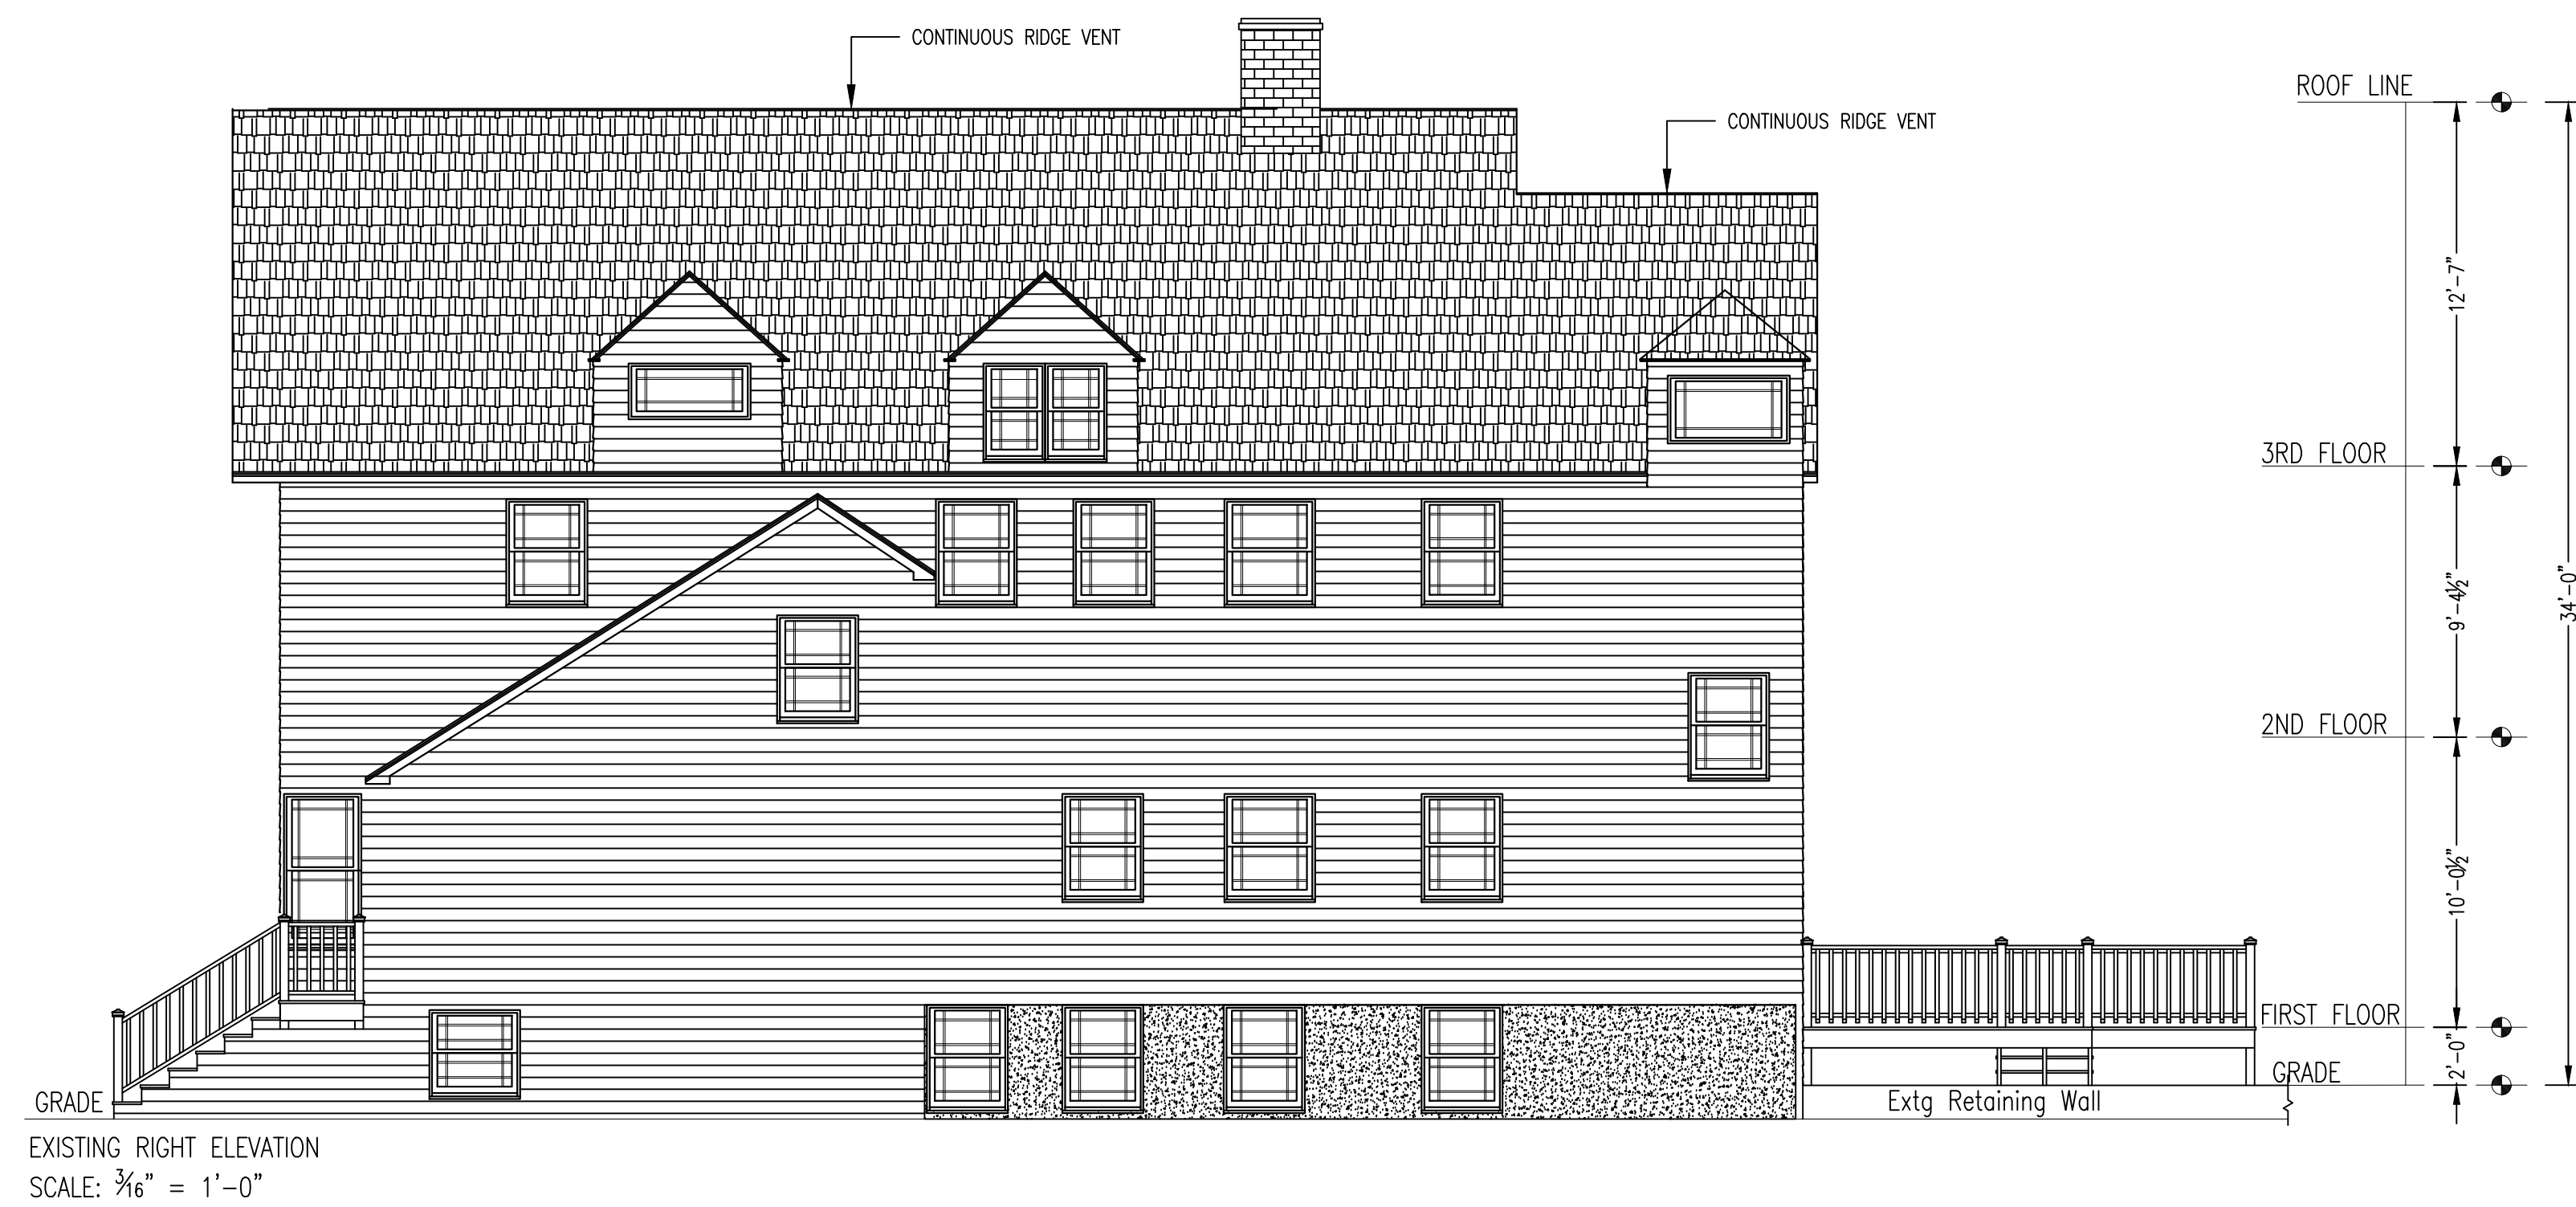 CONTINUOUS RIDGE VENT
CONTINUOUS RIDGE VENT
ROOF LINE
12'-7"
3RD FLOOR
9'-4½"
34'-0"
2ND FLOOR
10'-0½"
FIRST FLOOR
2'-0"
GRADE
GRADE
Extg Retaining Wall
EXISTING RIGHT ELEVATION
SCALE: 3⁄16" = 1'-0"